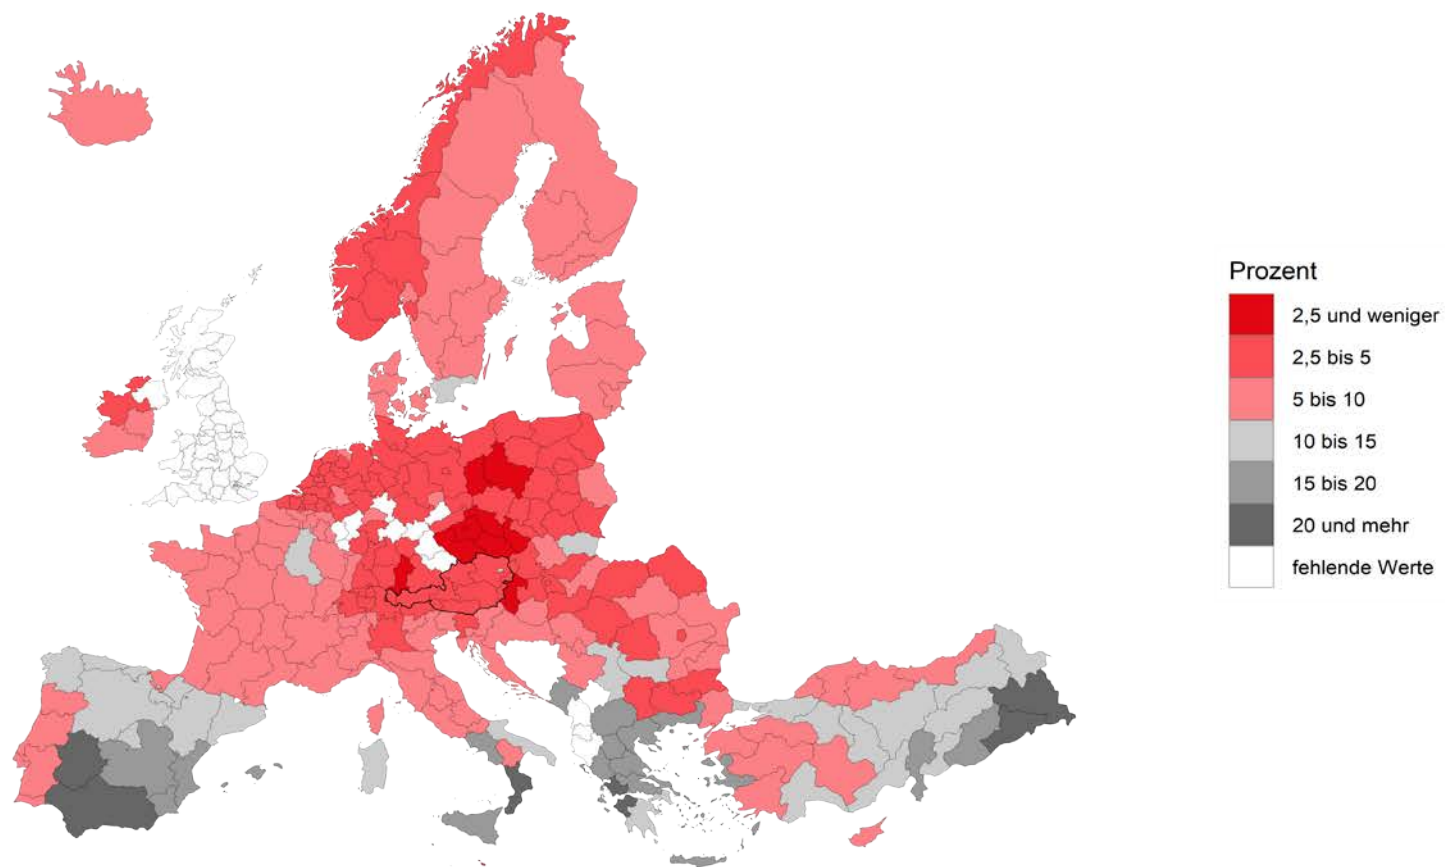 Prozent
2,5 und weniger
2,5 bis 5
5 bis 10
10 bis 15
15 bis 20
20 und mehr
fehlende Werte